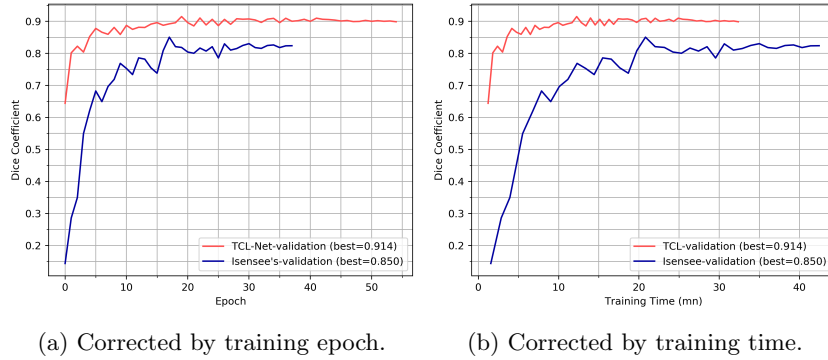 0.9
0.8
0.7
0.6
0.5
0.4
0.3
0.2
Dice Coefficient
0 10 20 30 40 50
Epoch
TCL-Net-validation (best=0.914)
Isensee's-validation (best=0.850)
(a) Corrected by training epoch.
0.9
0.8
0.7
0.6
0.5
0.4
0.3
0.2
Dice Coefficient
0 10 20 30 40
Training Time (mn)
TCL-validation (best=0.914)
Isensee-validation (best=0.850)
(b) Corrected by training time.